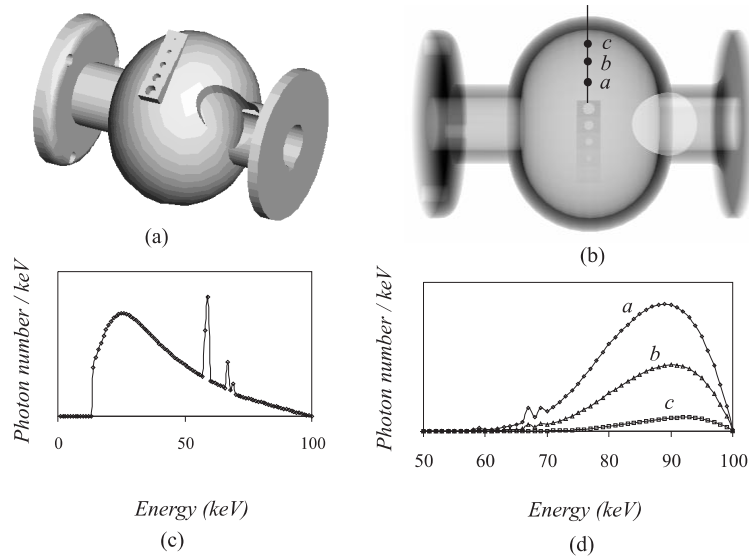 c
b
a
(a)
(b)
Photon number / keV
0
50
100
Energy (keV)
(c)
Photon number / keV
a
b
c
50
60
70
80
90
100
Energy (keV)
(d)